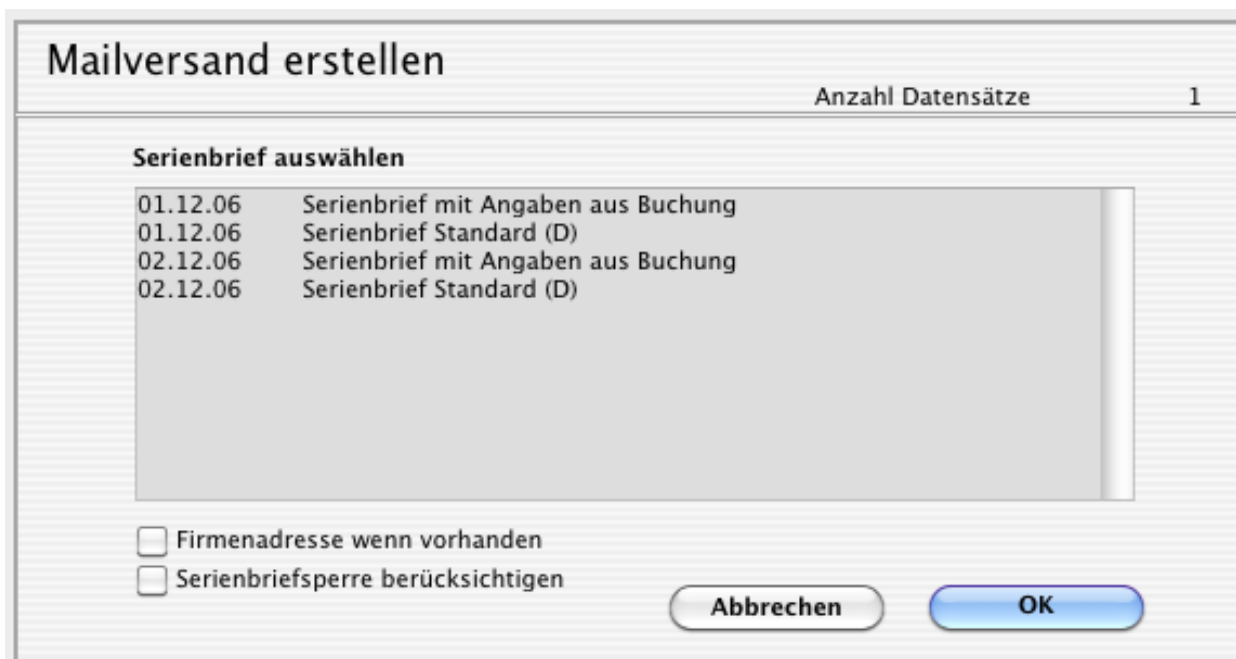 Mailversand erstellen
Anzahl Datensätze 1
Serienbrief auswählen
01.12.06 Serienbrief mit Angaben aus Buchung
01.12.06 Serienbrief Standard (D)
02.12.06 Serienbrief mit Angaben aus Buchung
02.12.06 Serienbrief Standard (D)
Firmenadresse wenn vorhanden
Serienbriefsperre berücksichtigen
Abbrechen OK